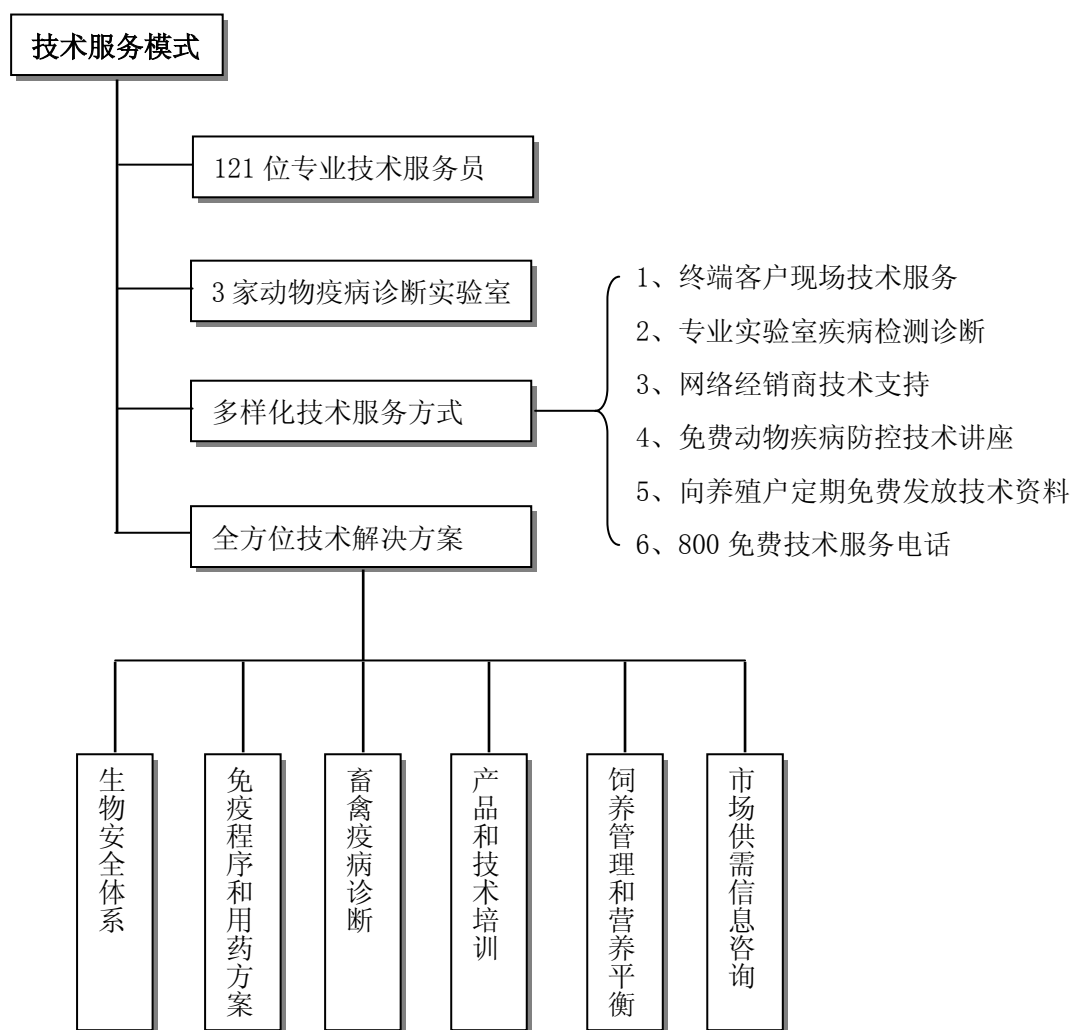 技术服务模式
121 位专业技术服务员
3 家动物疫病诊断实验室
多样化技术服务方式
1、终端客户现场技术服务
2、专业实验室疾病检测诊断
3、网络经销商技术支持
4、免费动物疾病防控技术讲座
5、向养殖户定期免费发放技术资料
6、800 免费技术服务电话
全方位技术解决方案
生物安全体系
免疫程序和用药方案
畜禽疫病诊断
产品和技术培训
饲养管理和营养平衡
市场供需信息咨询